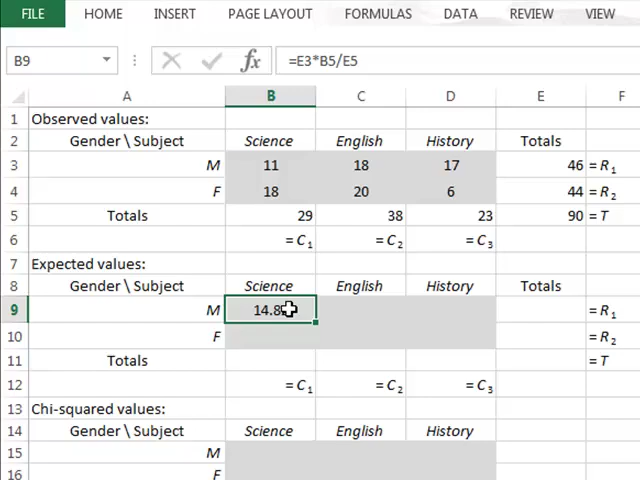 FILE HOME INSERT PAGE LAYOUT FORMULAS DATA REVIEW VIEW
B9 fx =E3*B5/E5
A B C D E F
1 Observed values:
2 Gender \ Subject Science English History Totals
3 M 11 18 17 46 = R1
4 F 18 20 6 44 = R2
5 Totals 29 38 23 90 = T
6 = C1 = C2 = C3
7 Expected values:
8 Gender \ Subject Science English History Totals
9 M 14.8 = R1
10 F = R2
11 Totals = T
12 = C1 = C2 = C3
13 Chi-squared values:
14 Gender \ Subject Science English History
15 M
16 F